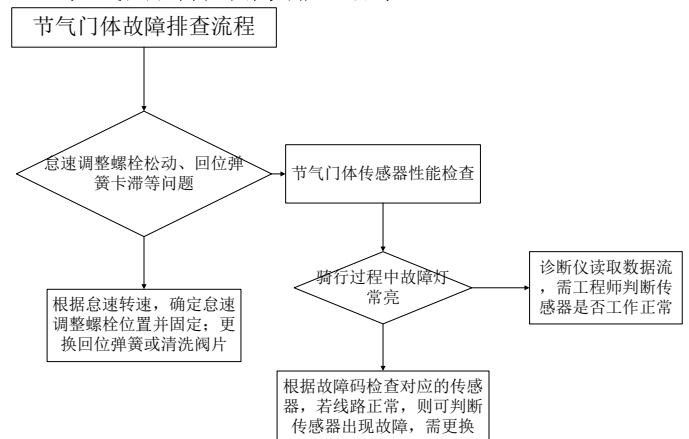 节气门体故障排查流程
怠速调整螺栓松动、回位弹
簧卡滞等问题
节气门体传感器性能检查
骑行过程中故障灯
常亮
诊断仪读取数据流
，需工程师判断传
感器是否工作正常
根据怠速转速，确定怠速
调整螺栓位置并固定；更
换回位弹簧或清洗阀片
根据故障码检查对应的传感
器，若线路正常，则可判断
传感器出现故障，需更换